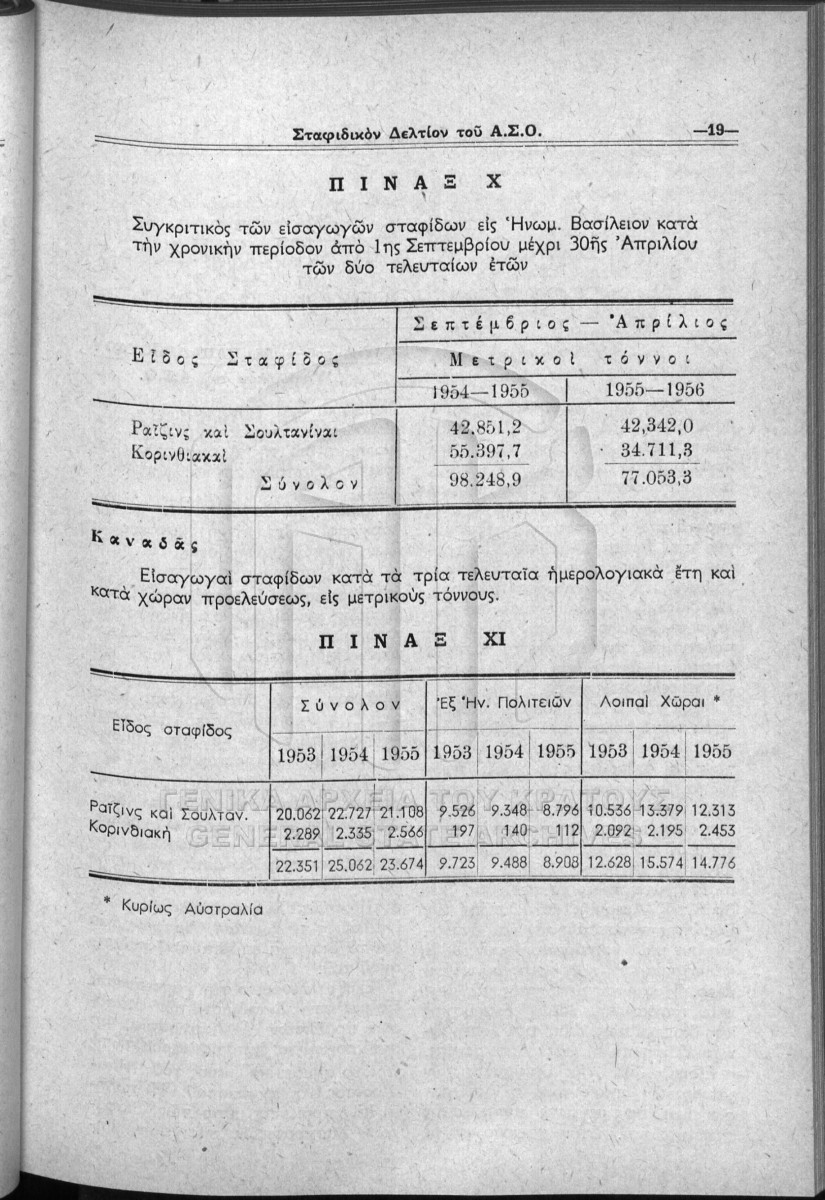 Σταφιδικὸν Δελτίον τοῦ Α.Σ.Ο. —19—
Π Ι Ν Α Ξ Χ
Συγκριτικὸς τῶν εἰσαγωγῶν σταφίδων εἰς Ἡνωμ. Βασίλειον κατὰ
τὴν χρονικὴν περίοδον ἀπὸ 1ης Σεπτεμβρίου μέχρι 30ῆς Ἀπριλίου
τῶν δύο τελευταίων ἐτῶν
Σεπτέμβριος — Ἀπρίλιος
Εἶδος Σταφίδος Μετρικοὶ τόννοι
1954—1955 1955—1956
Ραΐζινς καὶ Σουλτανίναι 42.851,2 42,342,0
Κορινθιακαὶ 55.397,7 34.711,3
Σύνολον 98.248,9 77.053,3
Καναδᾶς
Εἰσαγωγαὶ σταφίδων κατὰ τὰ τρία τελευταῖα ἡμερολογιακὰ ἔτη καὶ
κατὰ χώραν προελεύσεως, εἰς μετρικοὺς τόννους.
Π Ι Ν Α Ξ ΧΙ
Εἶδος σταφίδος Σύνολον Ἐξ Ἡν. Πολιτειῶν Λοιπαὶ Χῶραι *
1953 1954 1955 1953 1954 1955 1953 1954 1955
ΓΕΝΙΚΑ ΑΡΧΕΙΑ ΤΟΥ ΚΡΑΤΟΥΣ
Ραΐζινς καὶ Σουλταν. 20.062 22.727 21.108 9.526 9.348 8.796 10.536 13.379 12.313
Κορινθιακὴ 2.289 2.335 2.566 197 140 112 2.092 2.195 2.453
GENERAL STATE ARCHIVES
22.351 25.062 23.674 9.723 9.488 8.908 12.628 15.574 14.776
* Κυρίως Αὐστραλία